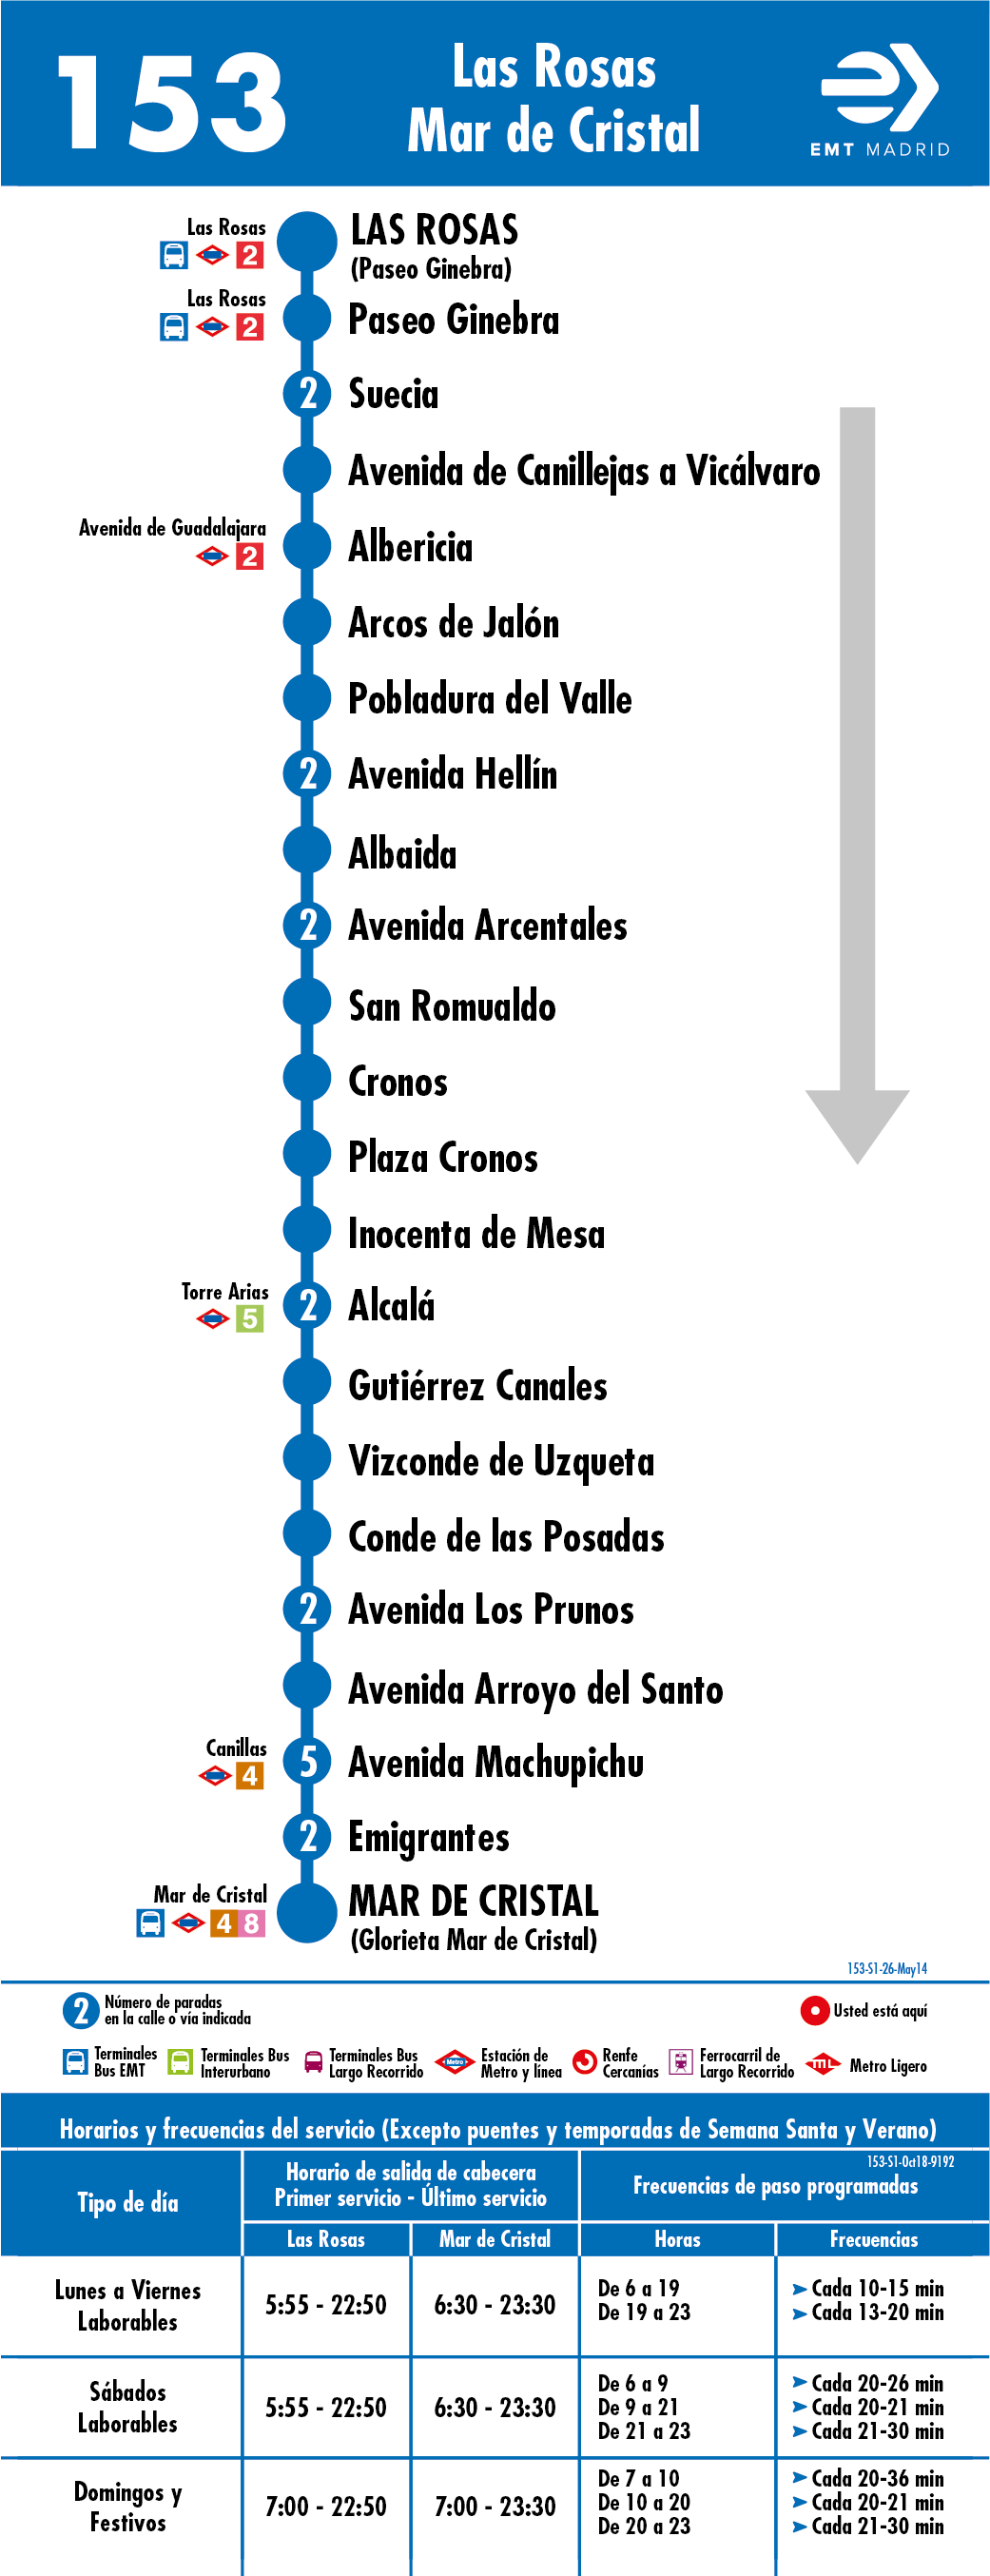 153
Las Rosas
Mar de Cristal
EMT MADRID
Las Rosas
2
LAS ROSAS
(Paseo Ginebra)
Las Rosas
2
Paseo Ginebra
2 Suecia
Avenida de Canillejas a Vicálvaro
Avenida de Guadalajara
2
Albericia
Arcos de Jalón
Pobladura del Valle
2 Avenida Hellín
Albaida
2 Avenida Arcentales
San Romualdo
Cronos
Plaza Cronos
Inocenta de Mesa
Torre Arias
5
2 Alcalá
Gutiérrez Canales
Vizconde de Uzqueta
Conde de las Posadas
2 Avenida Los Prunos
Avenida Arroyo del Santo
Canillas
4
5 Avenida Machupichu
2 Emigrantes
Mar de Cristal
4 8
MAR DE CRISTAL
(Glorieta Mar de Cristal)
153-S1-26-May14
2 Número de paradas
en la calle o vía indicada
Usted está aquí
Terminales
Bus EMT
Terminales Bus
Interurbano
Terminales Bus
Largo Recorrido
Metro
Estación de
Metro y línea
Renfe
Cercanías
Ferrocarril de
Largo Recorrido
ML
Metro Ligero
Horarios y frecuencias del servicio (Excepto puentes y temporadas de Semana Santa y Verano)
153-S1-Oct18-9192
Tipo de día
Horario de salida de cabecera
Primer servicio - Último servicio
Frecuencias de paso programadas
Las Rosas
Mar de Cristal
Horas
Frecuencias
Lunes a Viernes
Laborables
5:55 - 22:50
6:30 - 23:30
De 6 a 19 Cada 10-15 min
De 19 a 23 Cada 13-20 min
Sábados
Laborables
5:55 - 22:50
6:30 - 23:30
De 6 a 9 Cada 20-26 min
De 9 a 21 Cada 20-21 min
De 21 a 23 Cada 21-30 min
Domingos y
Festivos
7:00 - 22:50
7:00 - 23:30
De 7 a 10 Cada 20-36 min
De 10 a 20 Cada 20-21 min
De 20 a 23 Cada 21-30 min